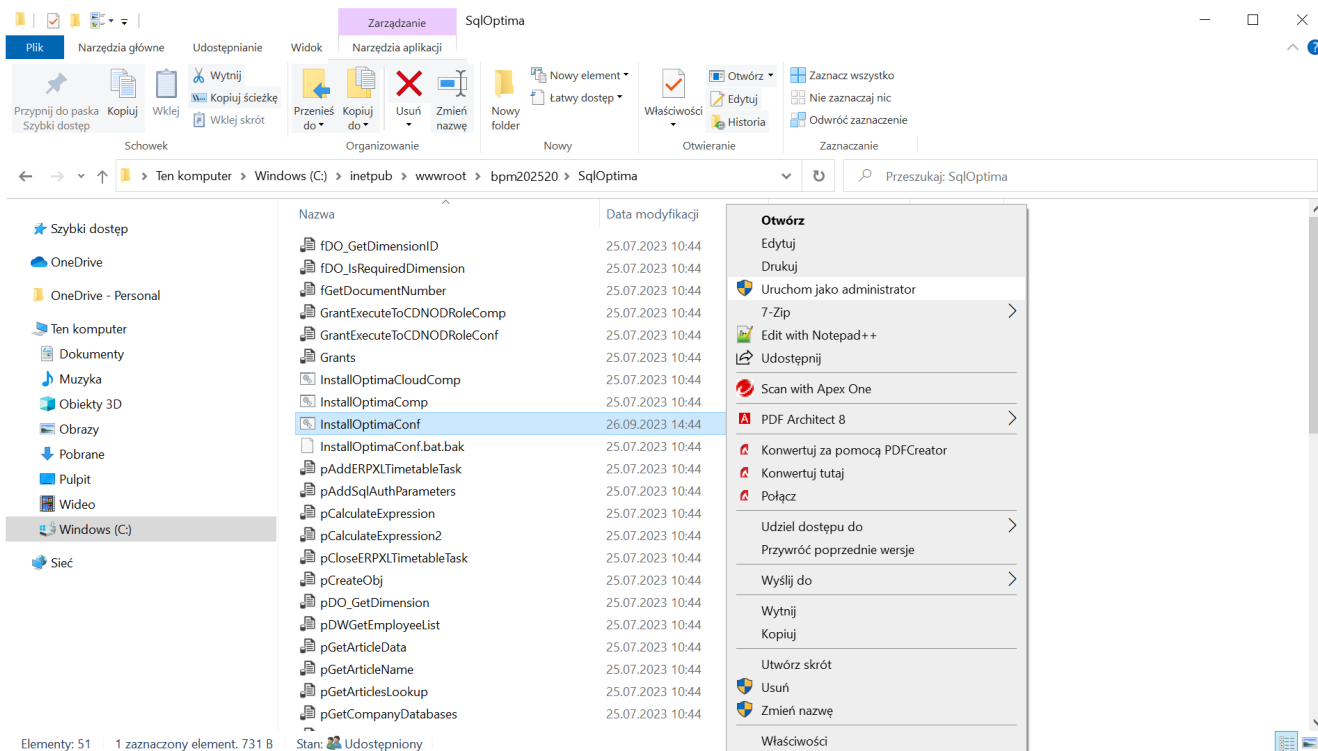 Zarządzanie
SqlOptima
Plik
Narzędzia główne
Udostępnianie
Widok
Narzędzia aplikacji
Przypnij do paska
Szybki dostęp
Kopiuj
Wklej
Wytnij
Kopiuj ścieżkę
Wklej skrót
Przenieś
do
Kopiuj
do
Usuń
Zmień
nazwę
Nowy
folder
Nowy element
Łatwy dostęp
Właściwości
Otwórz
Edytuj
Historia
Zaznacz wszystko
Nie zaznaczaj nic
Odwróć zaznaczenie
Schowek
Organizowanie
Nowy
Otwieranie
Zaznaczanie
Ten komputer > Windows (C:) > inetpub > wwwroot > bpm202520 > SqlOptima
Przeszukaj: SqlOptima
Szybki dostęp
OneDrive
OneDrive - Personal
Ten komputer
Dokumenty
Muzyka
Obiekty 3D
Obrazy
Pobrane
Pulpit
Wideo
Windows (C:)
Sieć
Nazwa Data modyfikacji
fDO_GetDimensionID 25.07.2023 10:44
fDO_IsRequiredDimension 25.07.2023 10:44
fGetDocumentNumber 25.07.2023 10:44
GrantExecuteToCDNODRoleComp 25.07.2023 10:44
GrantExecuteToCDNODRoleConf 25.07.2023 10:44
Grants 25.07.2023 10:44
InstallOptimaCloudComp 25.07.2023 10:44
InstallOptimaComp 25.07.2023 10:44
InstallOptimaConf 26.09.2023 14:44
InstallOptimaConf.bat.bak 25.07.2023 10:44
pAddERPXLTimetableTask 25.07.2023 10:44
pAddSqlAuthParameters 25.07.2023 10:44
pCalculateExpression 25.07.2023 10:44
pCalculateExpression2 25.07.2023 10:44
pCloseERPXLTimetableTask 25.07.2023 10:44
pCreateObj 25.07.2023 10:44
pDO_GetDimension 25.07.2023 10:44
pDWGetEmployeeList 25.07.2023 10:44
pGetArticleData 25.07.2023 10:44
pGetArticleName 25.07.2023 10:44
pGetArticlesLookup 25.07.2023 10:44
pGetCompanyDatabases 25.07.2023 10:44
Otwórz
Edytuj
Drukuj
Uruchom jako administrator
7-Zip
Edit with Notepad++
Udostępnij
Scan with Apex One
PDF Architect 8
Konwertuj za pomocą PDFCreator
Konwertuj tutaj
Połącz
Udziel dostępu do
Przywróć poprzednie wersje
Wyślij do
Wytnij
Kopiuj
Utwórz skrót
Usuń
Zmień nazwę
Właściwości
Elementy: 51 1 zaznaczony element. 731 B Stan: Udostępniony